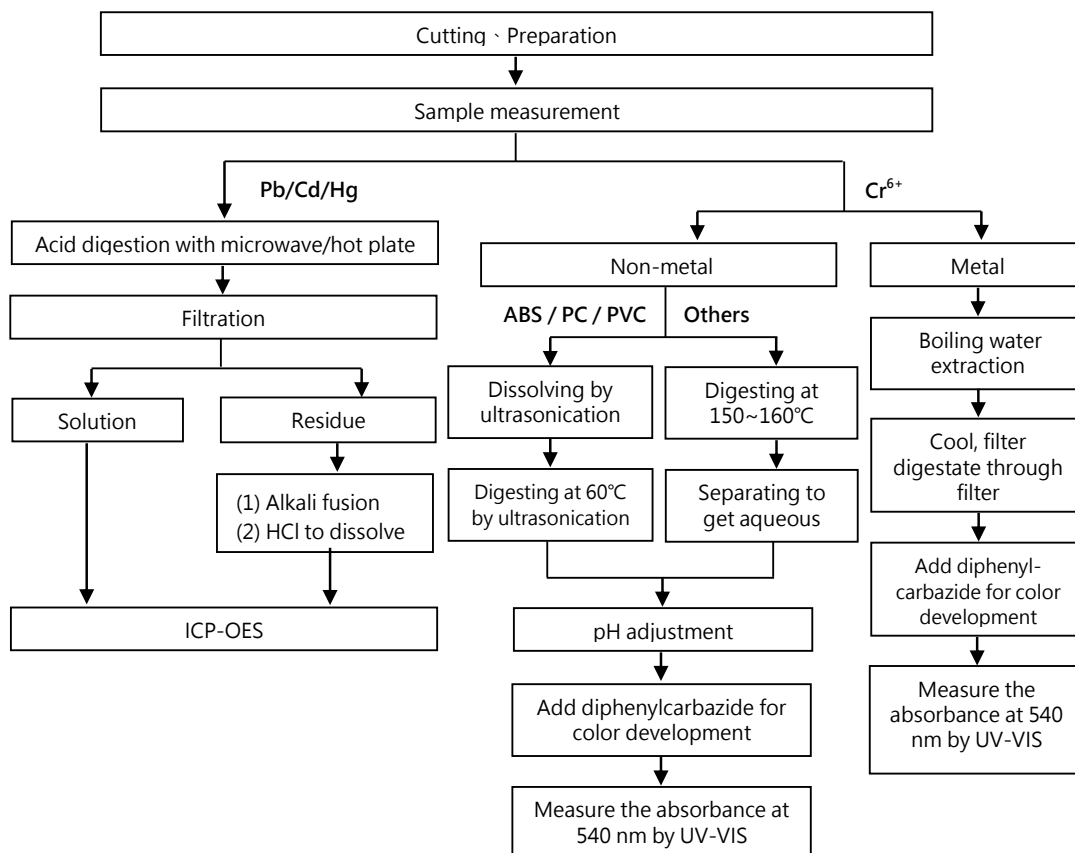 Cutting、Preparation
Sample measurement
Pb/Cd/Hg
Cr6+
Acid digestion with microwave/hot plate
Filtration
Solution
Residue
(1) Alkali fusion
(2) HCl to dissolve
ICP-OES
Non-metal
ABS / PC / PVC
Others
Dissolving by
ultrasonication
Digesting at 60℃
by ultrasonication
Digesting at
150~160℃
Separating to
get aqueous
pH adjustment
Add diphenylcarbazide for
color development
Measure the absorbance at
540 nm by UV-VIS
Metal
Boiling water
extraction
Cool, filter
digestate through
filter
Add diphenyl-
carbazide for color
development
Measure the
absorbance at 540
nm by UV-VIS